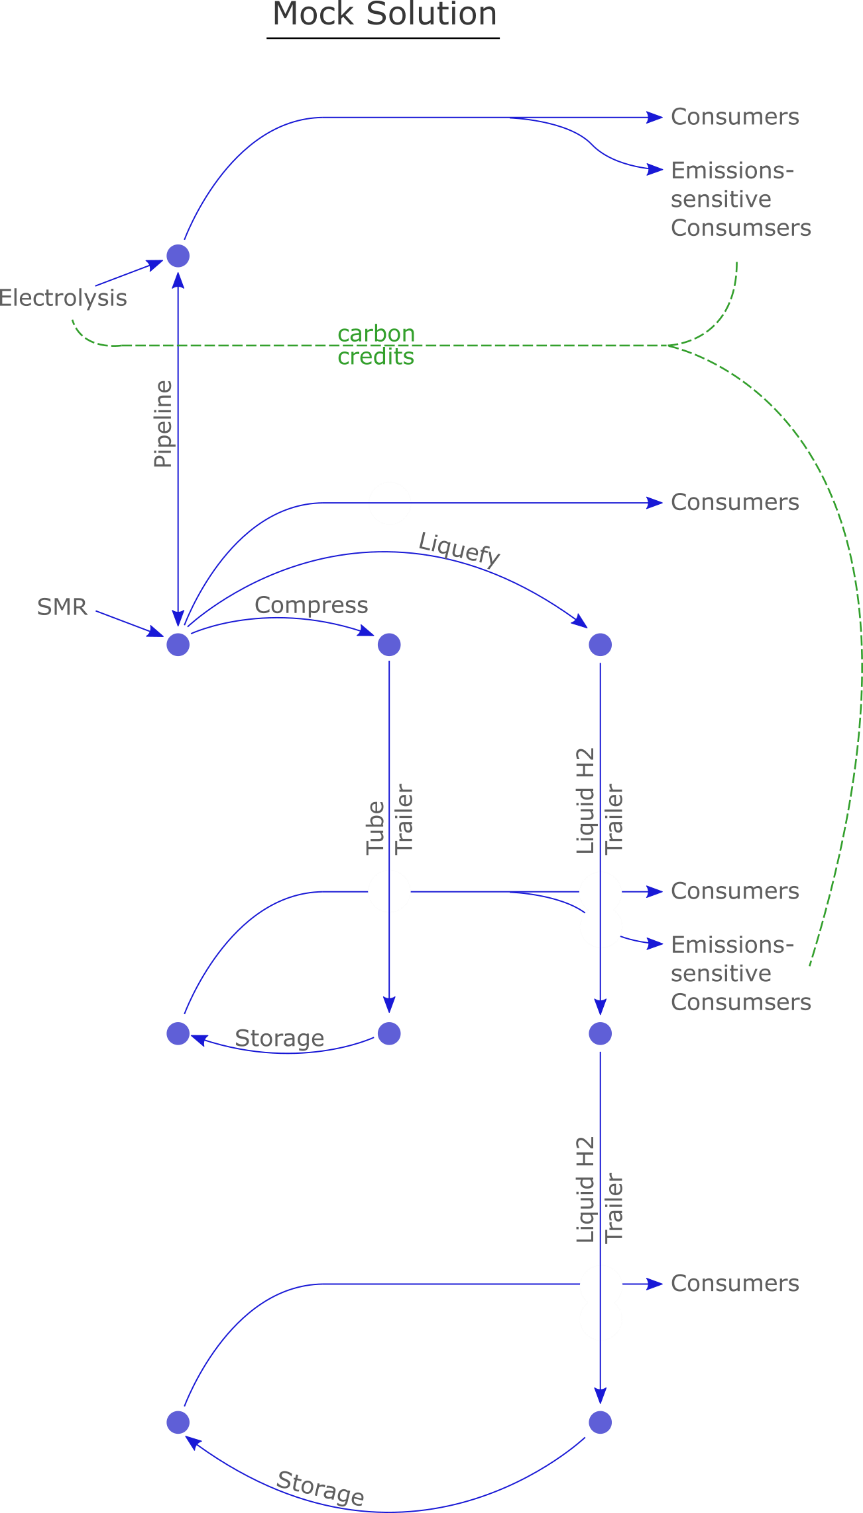 Mock Solution
Consumers
Emissions-
sensitive
Consumsers
Electrolysis
carbon
credits
Pipeline
Consumers
Liquefy
Compress
SMR
Liquid H2
Trailer
Tube
Trailer
Consumers
Emissions-
sensitive
Consumsers
Storage
Liquid H2
Trailer
Consumers
Storage